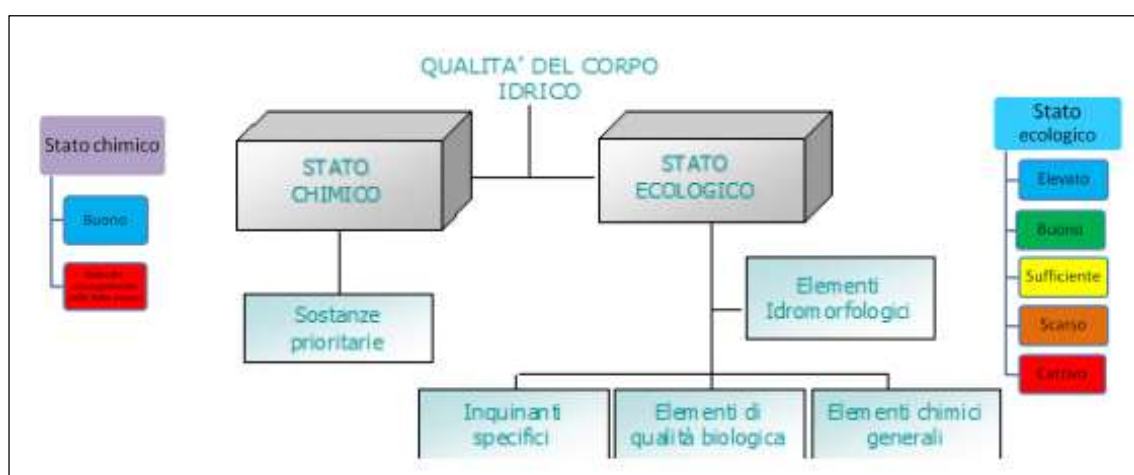 QUALITA' DEL CORPO
IDRICO
Stato chimico
Buono
STATO
CHIMICO
Sostanze
prioritarie
STATO
ECOLOGICO
Elementi
Idromorfologici
Inquinanti
specifici
Elementi di
qualità biologica
Elementi chimici
generali
Stato
ecologico
Elevato
Buono
Sufficiente
Scarso
Cattivo